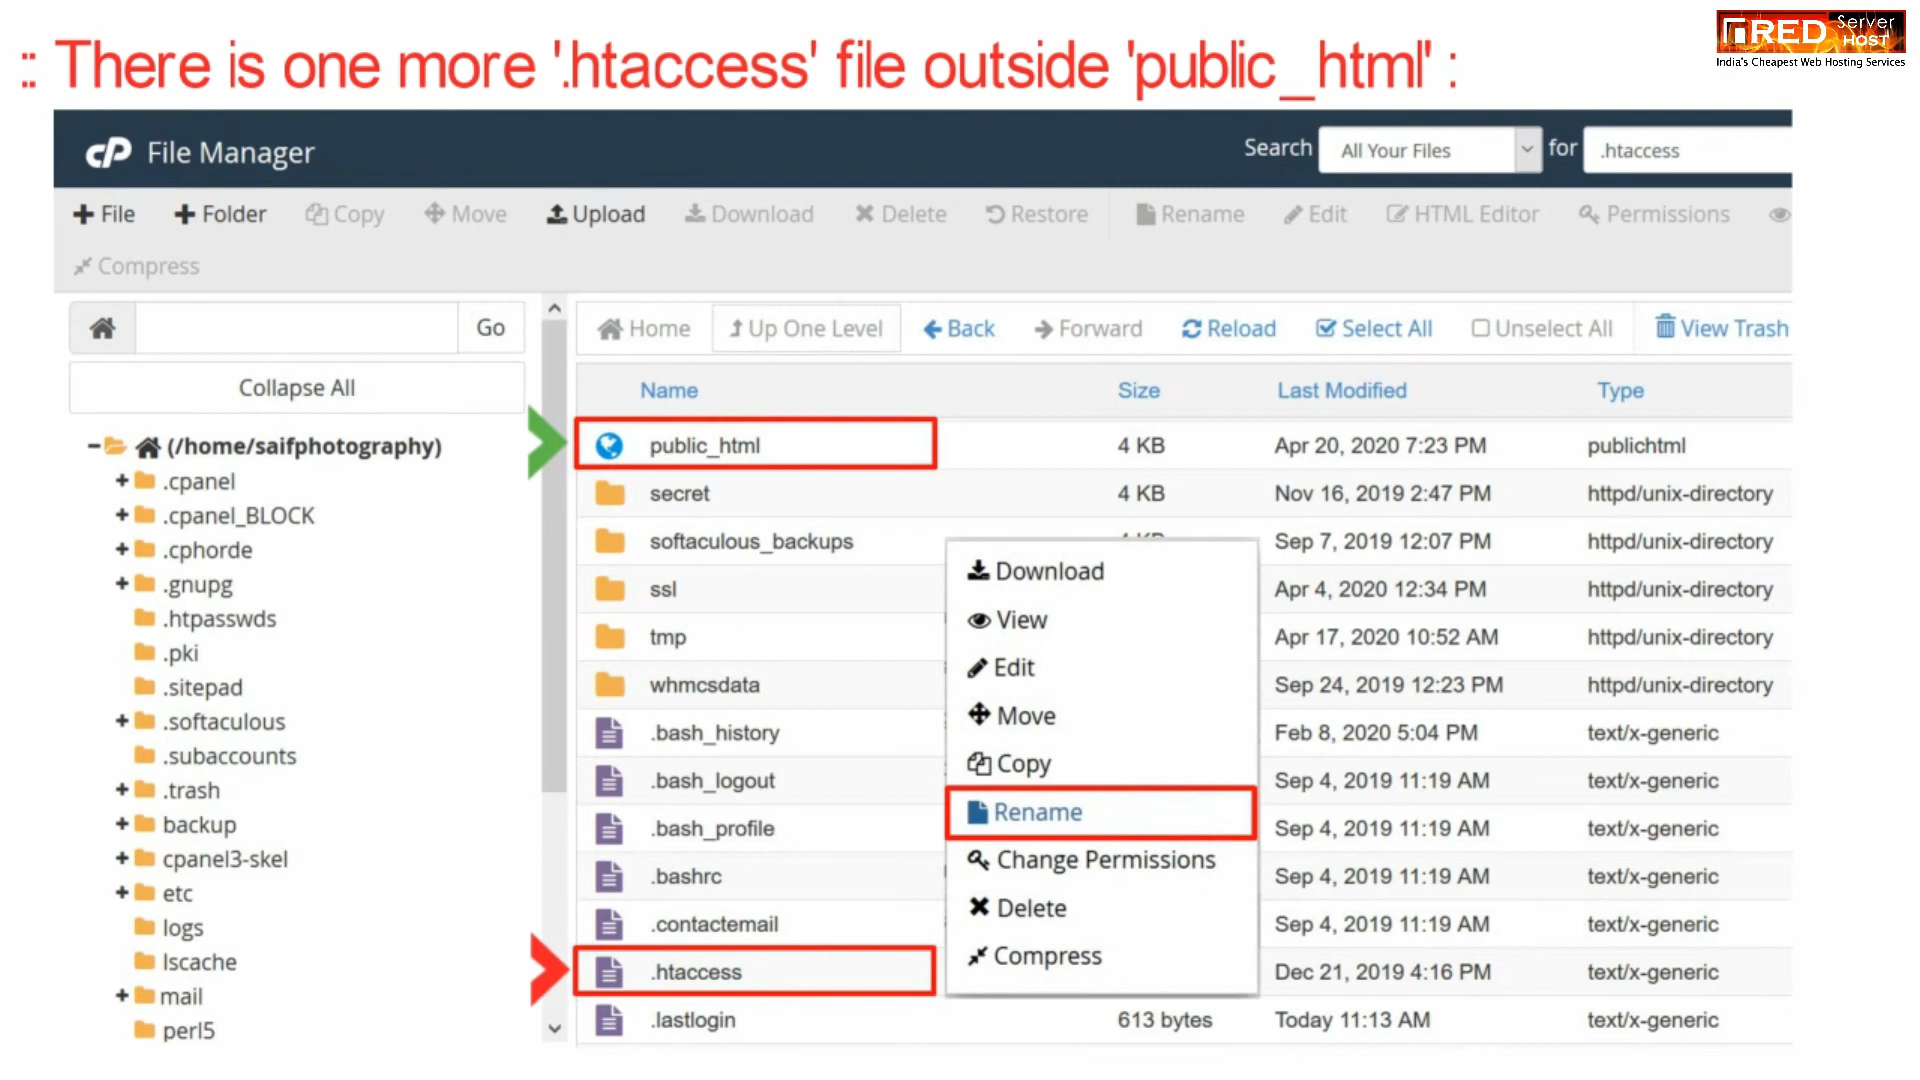 :: There is one more '.htaccess' file outside 'public_html' :
RED Server HOST
India's Cheapest Web Hosting Services
cP File Manager
Search All Your Files for .htaccess
File Folder Copy Move Upload Download Delete Restore Rename Edit HTML Editor Permissions
Compress
Go
Home Up One Level Back Forward Reload Select All Unselect All View Trash
Collapse All
Name Size Last Modified Type
(/home/saifphotography)
.cpanel
.cpanel_BLOCK
.cphorde
.gnupg
.htpasswds
.pki
.sitepad
.softaculous
.subaccounts
.trash
backup
cpanel3-skel
etc
logs
lscache
mail
perl5
public_html 4 KB Apr 20, 2020 7:23 PM publichtml
secret 4 KB Nov 16, 2019 2:47 PM httpd/unix-directory
softaculous_backups 4 KB Sep 7, 2019 12:07 PM httpd/unix-directory
ssl Apr 4, 2020 12:34 PM httpd/unix-directory
tmp Apr 17, 2020 10:52 AM httpd/unix-directory
whmcsdata Sep 24, 2019 12:23 PM httpd/unix-directory
.bash_history Feb 8, 2020 5:04 PM text/x-generic
.bash_logout Sep 4, 2019 11:19 AM text/x-generic
.bash_profile Sep 4, 2019 11:19 AM text/x-generic
.bashrc Sep 4, 2019 11:19 AM text/x-generic
.contactemail Sep 4, 2019 11:19 AM text/x-generic
.htaccess Dec 21, 2019 4:16 PM text/x-generic
.lastlogin 613 bytes Today 11:13 AM text/x-generic
Download
View
Edit
Move
Copy
Rename
Change Permissions
Delete
Compress